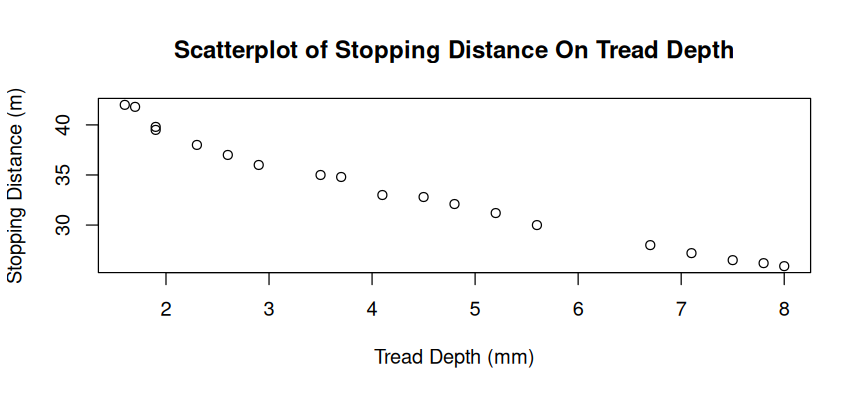 Scatterplot of Stopping Distance On Tread Depth
Stopping Distance (m)
40
35
30
2 3 4 5 6 7 8
Tread Depth (mm)